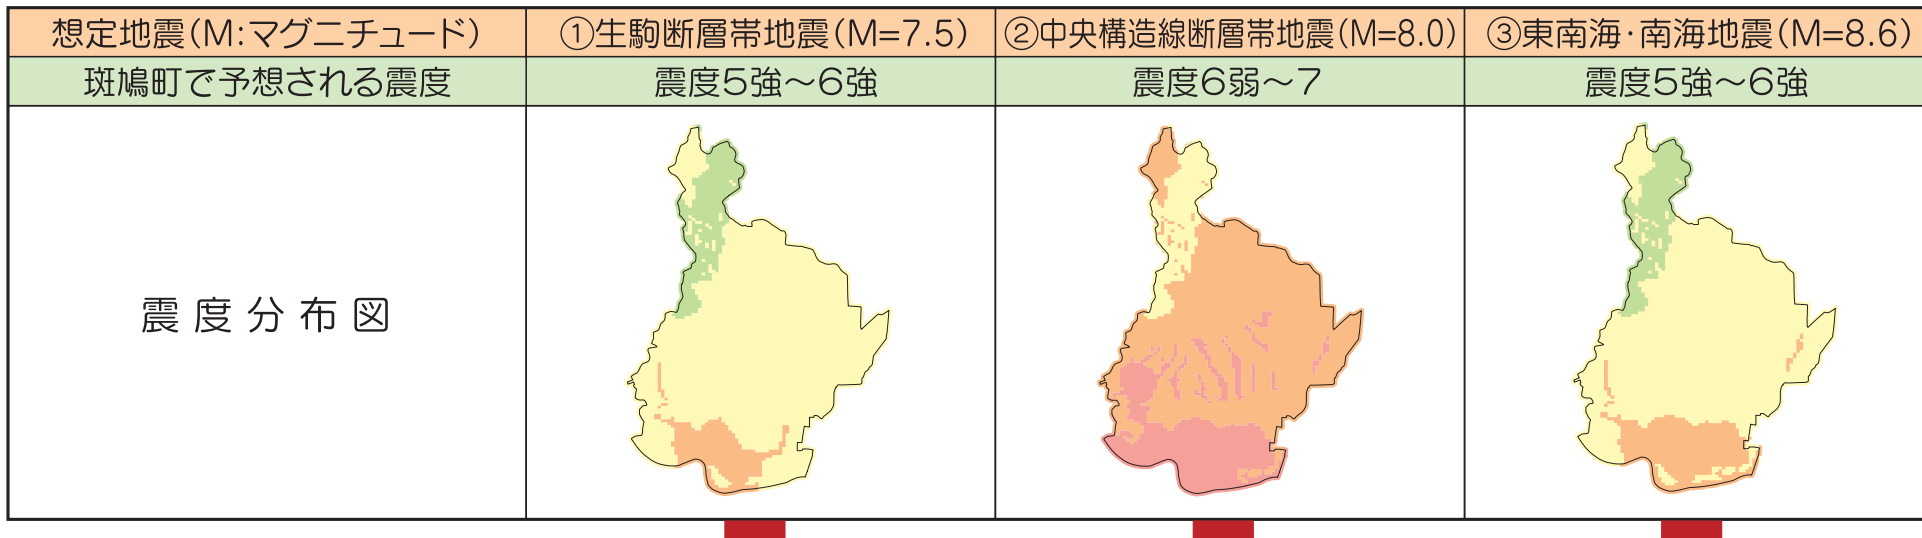 想定地震(M:マグニチュード) ①生駒断層帯地震(M=7.5) ②中央構造線断層帯地震(M=8.0) ③東南海・南海地震(M=8.6)
斑鳩町で予想される震度 震度5強～6強 震度6弱～7 震度5強～6強
震度分布図